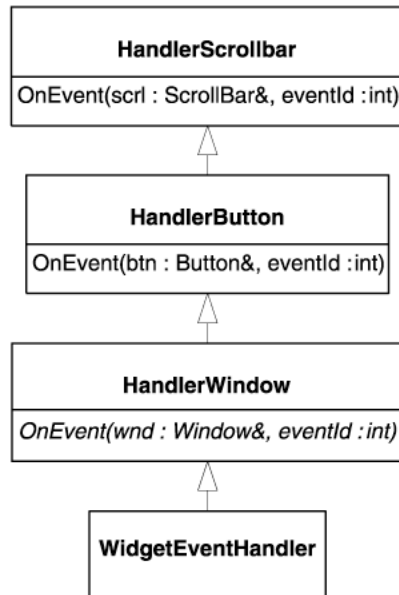 HandlerScrollbar
OnEvent(scrl : ScrollBar&, eventId :int)
HandlerButton
OnEvent(btn : Button&, eventId :int)
HandlerWindow
OnEvent(wnd : Window&, eventId :int)
WidgetEventHandler